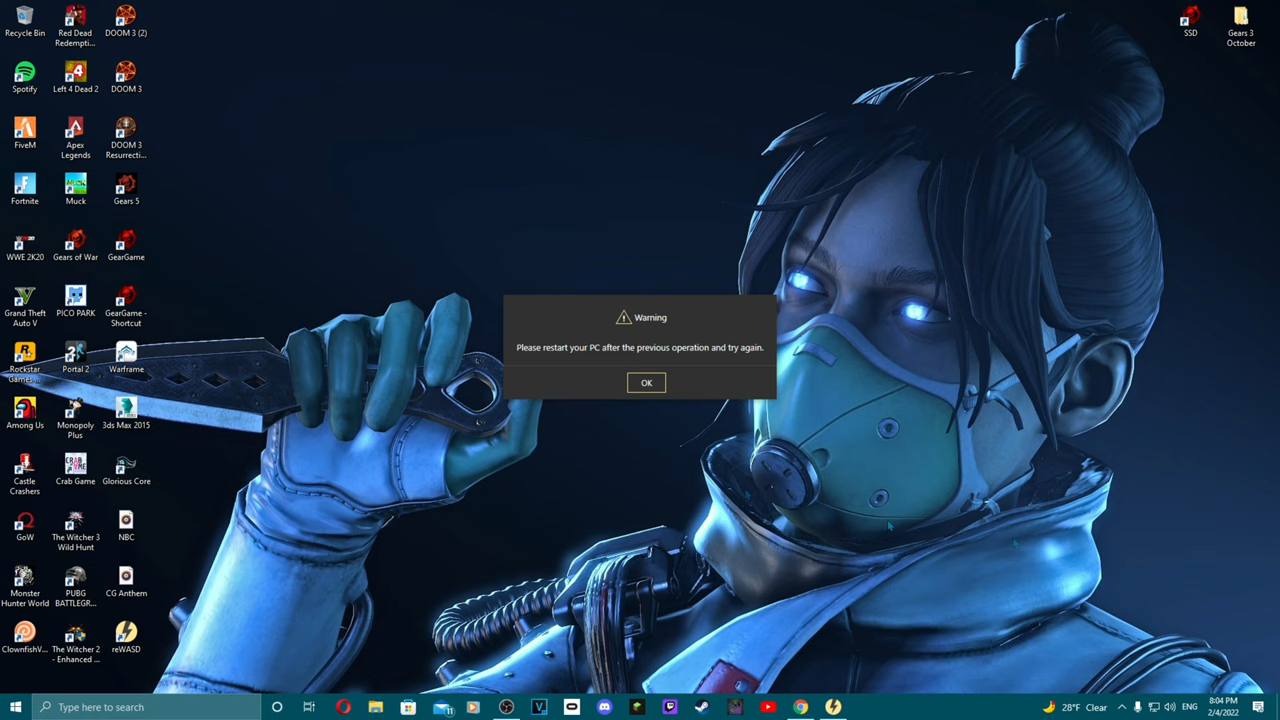 Recycle Bin
Red Dead
Redempti...
DOOM 3 (2)
SSD
Gears 3
October
Spotify
Left 4 Dead 2
DOOM 3
FiveM
Apex
Legends
DOOM 3
Resurrecti...
Fortnite
Muck
Gears 5
WWE 2K20
Gears of War
GearGame
Grand Theft
Auto V
PICO PARK
GearGame -
Shortcut
Rockstar
Games ...
Portal 2
Warframe
Among Us
Monopoly
Plus
3ds Max 2015
Castle
Crashers
Crab Game
Glorious Core
GoW
The Witcher 3
Wild Hunt
NBC
Monster
Hunter World
PUBG
BATTLEGR...
CG Anthem
ClownfishV...
The Witcher 2
- Enhanced ...
reWASD
Warning
Please restart your PC after the previous operation and try again.
OK
Type here to search
11
28°F Clear
ENG
8:04 PM
2/4/2022